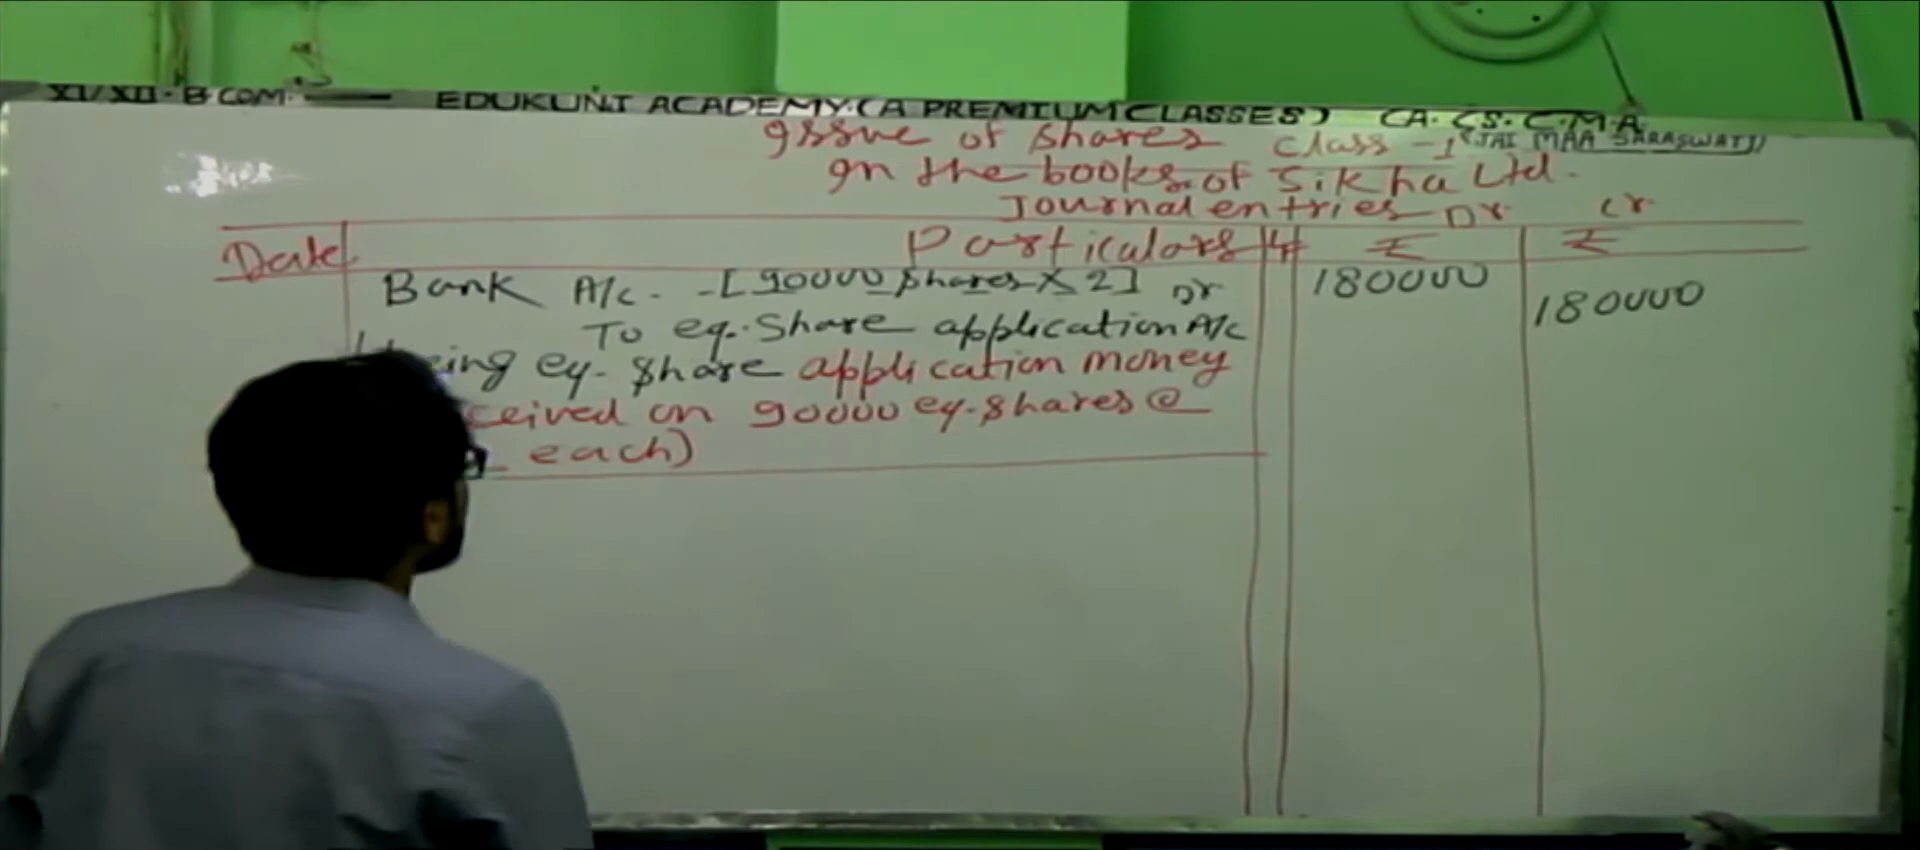 XI/XII. B.COM. — EDUKUNJ ACADEMY.(A PREMIUM CLASSES) CA. CS. C.M.A
Issue of shares Class -1 (JAI MAA SARASWATI)
In the books of Sikha Ltd.
Journal entries Dr. Cr
Date Particulars LF ₹ ₹
Bank A/c. -[90000 shares X 2] Dr 180000
To eq. Share application A/c 180000
eq. Share application money
on 90000 eq. shares @
each)